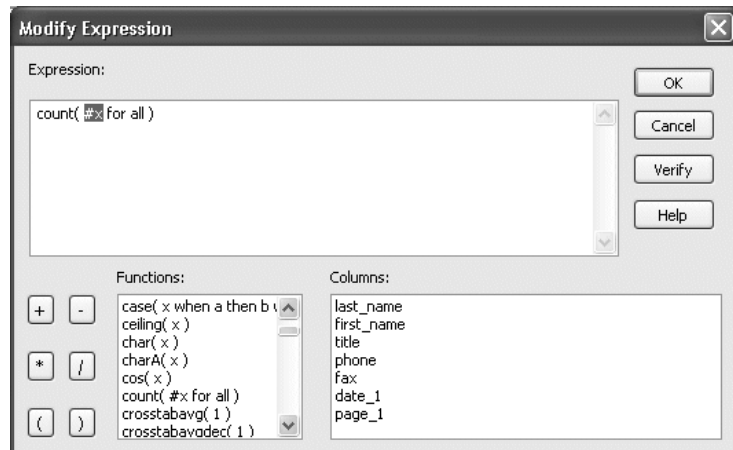 Modify Expression
Expression:
count( #x for all )
OK
Cancel
Verify
Help
Functions:
case( x when a then b
ceiling( x )
char( x )
charA( x )
cos( x )
count( #x for all )
crosstabavg( 1 )
crosstabavgdec( 1 )
Columns:
last_name
first_name
title
phone
fax
date_1
page_1
+ -
* /
( )